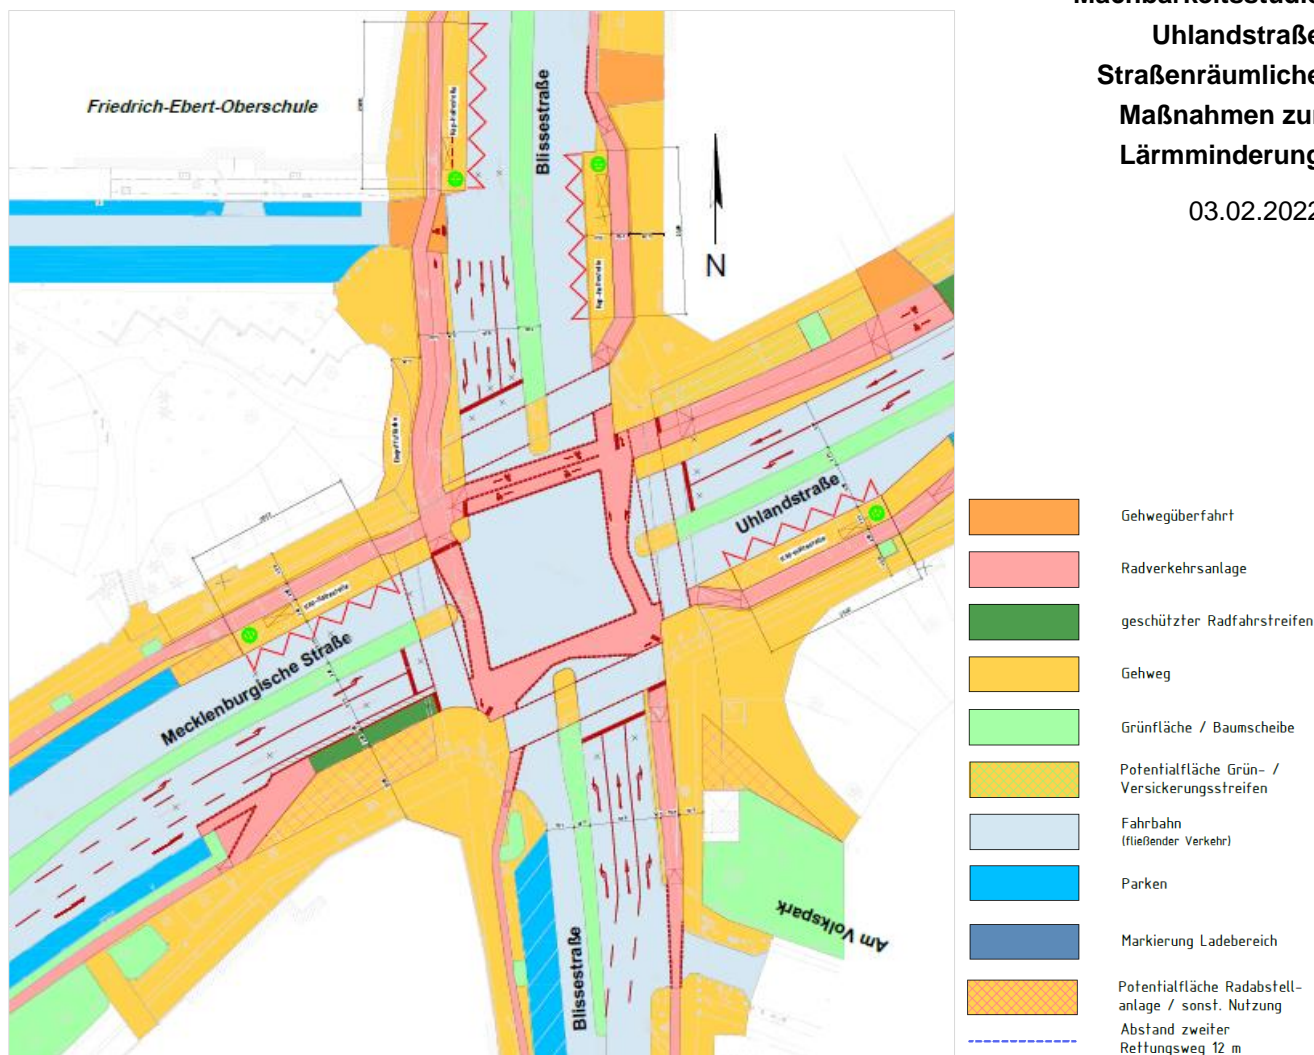 Machbarkeitsstudie
Uhlandstraße
Straßenräumliche
Maßnahmen zur
Lärmminderung
03.02.2022
Friedrich-Ebert-Oberschule
Blissestraße
N
Uhlandstraße
Mecklenburgische Straße
Blissestraße
Am Volkspark
Gehwegüberfahrt
Radverkehrsanlage
geschützter Radfahrstreifen
Gehweg
Grünfläche / Baumscheibe
Potentialfläche Grün- /
Versickerungsstreifen
Fahrbahn
(fließender Verkehr)
Parken
Markierung Ladebereich
Potentialfläche Radabstell-
anlage / sonst. Nutzung
Abstand zweiter
Rettungsweg 12 m